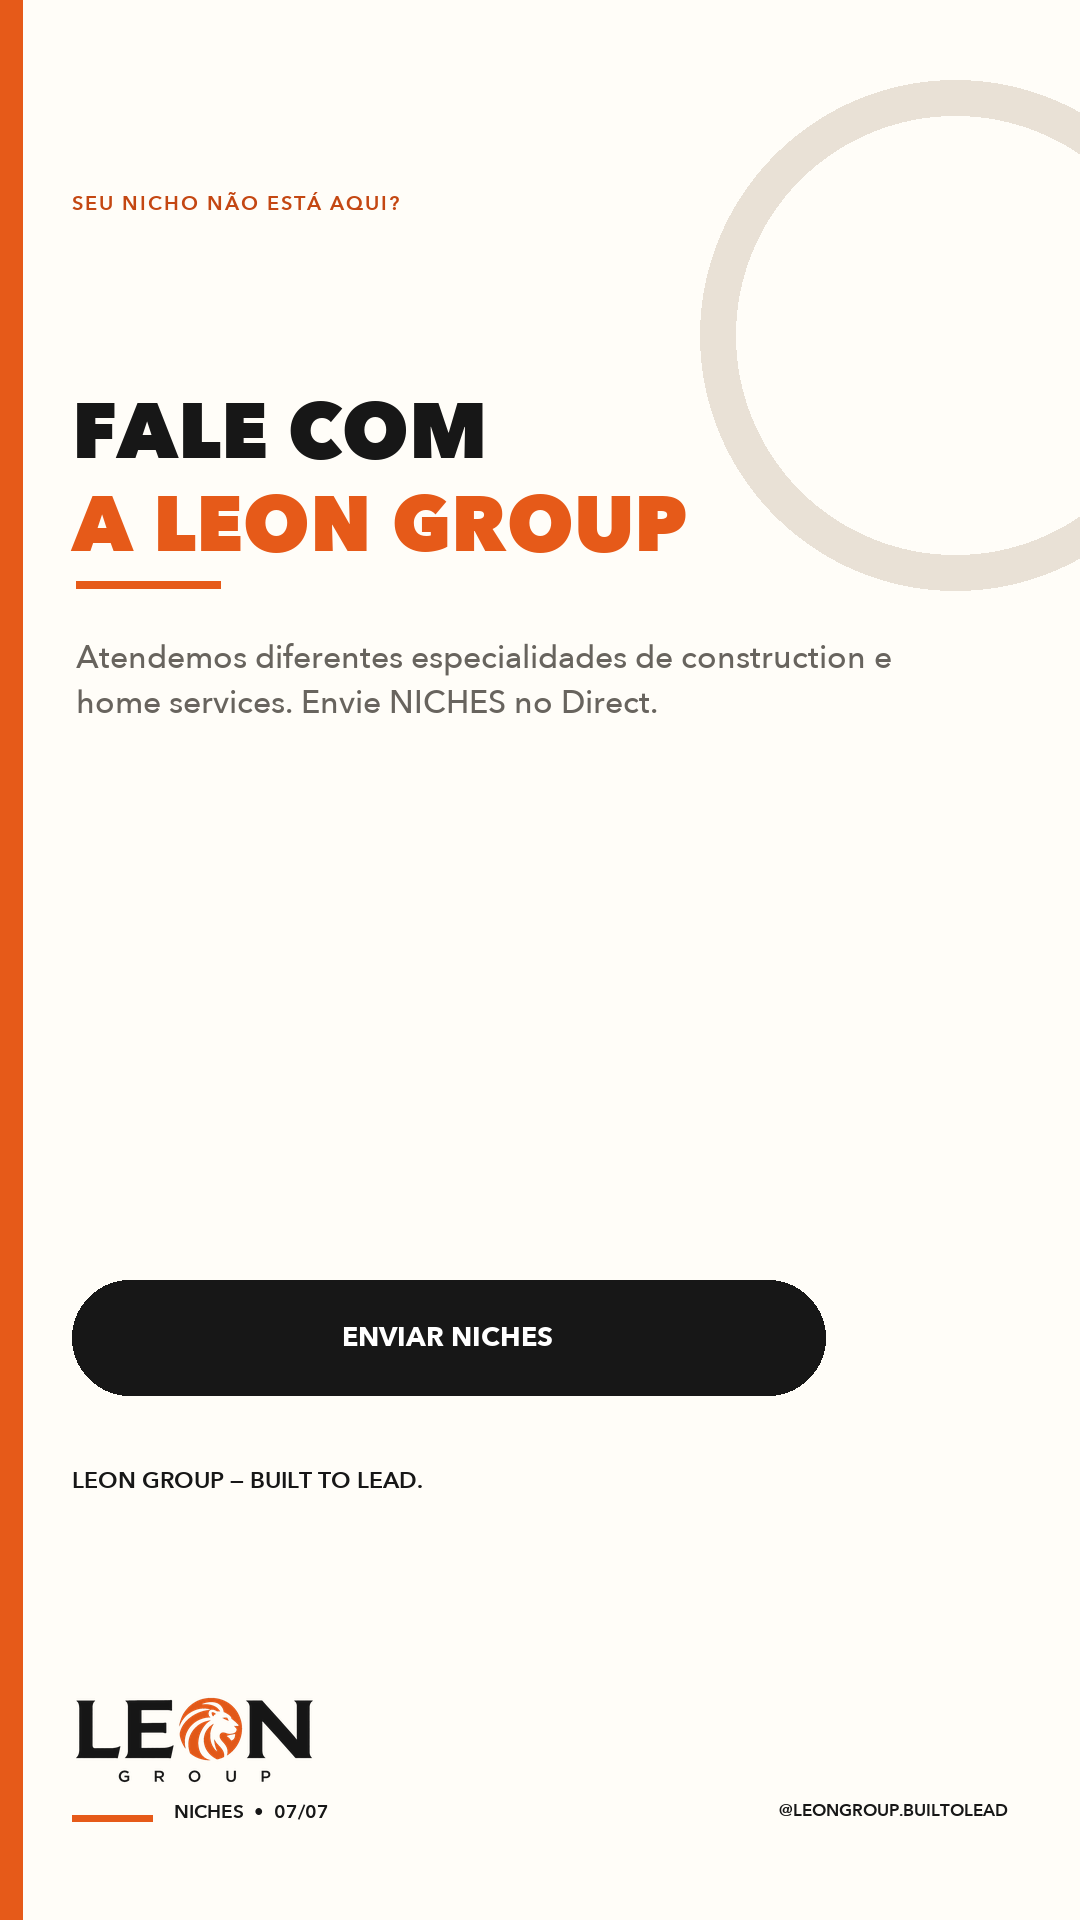 SEU NICHO NÃO ESTÁ AQUI?
FALE COM
A LEON GROUP
Atendemos diferentes especialidades de construction e
home services. Envie NICHES no Direct.
ENVIAR NICHES
LEON GROUP – BUILT TO LEAD.
LEON
GROUP
NICHES • 07/07
@LEONGROUP.BUILTOLEAD